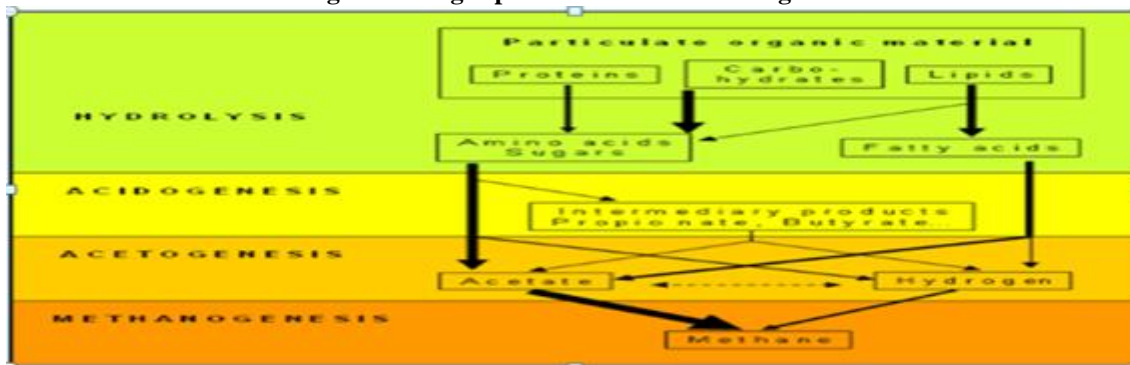 Particulate organic material
Proteins
Carbo-
hydrates
Lipids
HYDROLYSIS
Amino acids
Sugars
Fatty acids
ACIDOGENESIS
Intermediary products
Propionate, Butyrate...
ACETOGENESIS
Acetate
Hydrogen
METHANOGENESIS
Methane